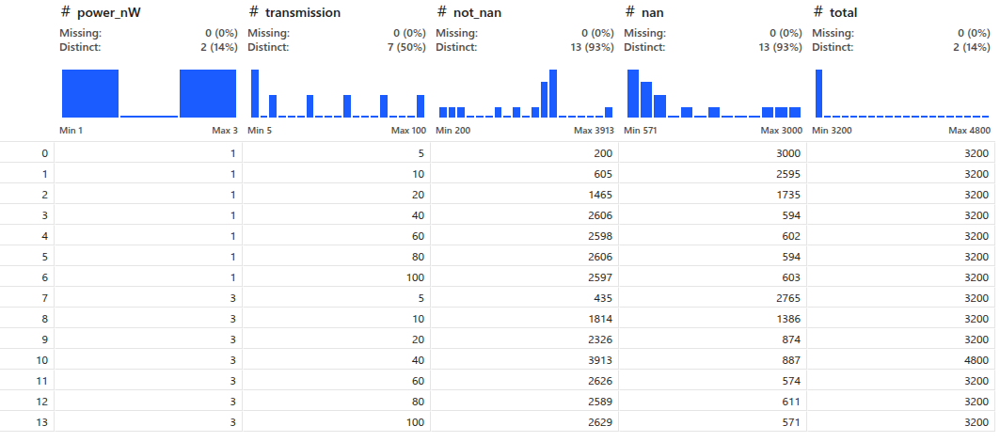 # power_nW # transmission # not_nan # nan # total
Missing: 0 (0%) Missing: 0 (0%) Missing: 0 (0%) Missing: 0 (0%) Missing: 0 (0%)
Distinct: 2 (14%) Distinct: 7 (50%) Distinct: 13 (93%) Distinct: 13 (93%) Distinct: 2 (14%)
Min 1 Max 3 Min 5 Max 100 Min 200 Max 3913 Min 571 Max 3000 Min 3200 Max 4800
0 1 5 200 3000 3200
1 1 10 605 2595 3200
2 1 20 1465 1735 3200
3 1 40 2606 594 3200
4 1 60 2598 602 3200
5 1 80 2606 594 3200
6 1 100 2597 603 3200
7 3 5 435 2765 3200
8 3 10 1814 1386 3200
9 3 20 2326 874 3200
10 3 40 3913 887 4800
11 3 60 2626 574 3200
12 3 80 2589 611 3200
13 3 100 2629 571 3200